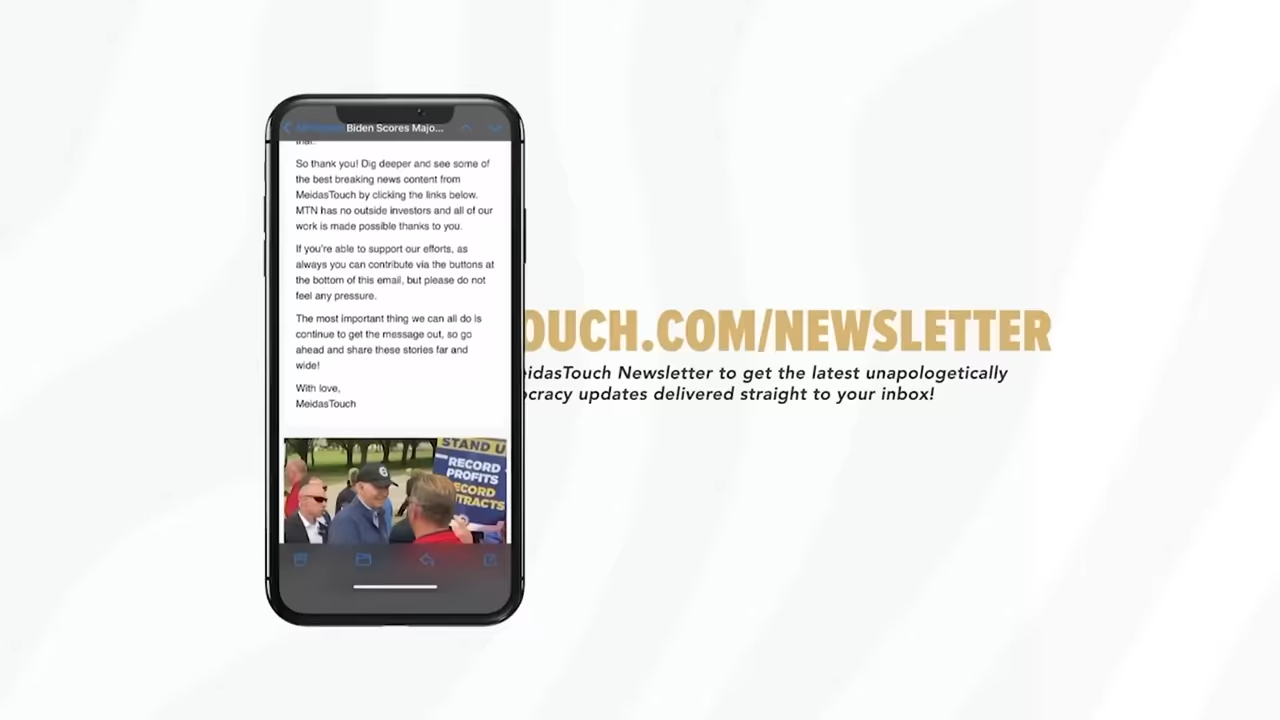 Biden Scores Majo...
that.
So thank you! Dig deeper and see some of
the best breaking news content from
MeidasTouch by clicking the links below.
MTN has no outside investors and all of our
work is made possible thanks to you.
If you're able to support our efforts, as
always you can contribute via the buttons at
the bottom of this email, but please do not
feel any pressure.
The most important thing we can all do is
continue to get the message out, so go
ahead and share these stories far and
wide!
With love,
MeidasTouch
STAND U
RECORD
PROFITS
ECORD
TRACTS
OUCH.COM/NEWSLETTER
eidasTouch Newsletter to get the latest unapologetically
ocracy updates delivered straight to your inbox!